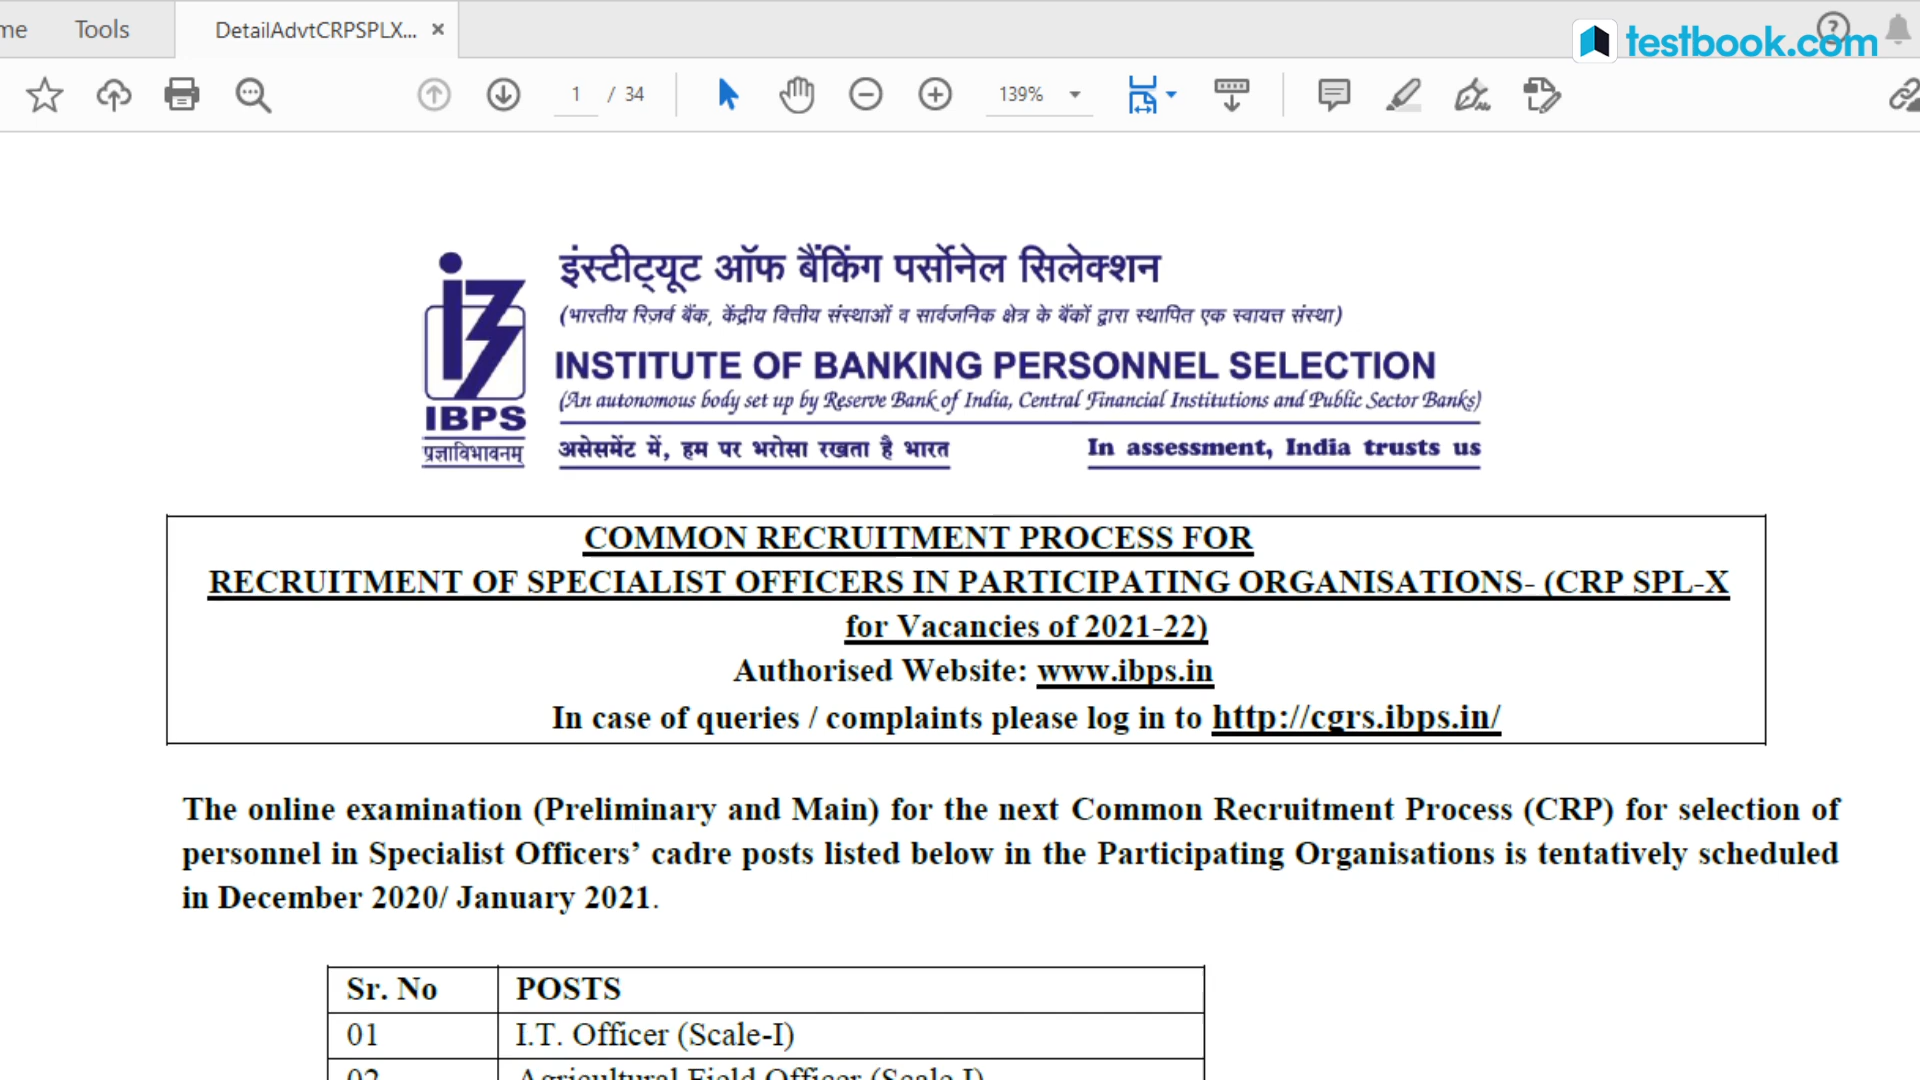 me
Tools
DetailAdvtCRPSPLX... ×
testbook.com
1 / 34
139%
इंस्टीट्यूट ऑफ बैंकिंग पर्सोनेल सिलेक्शन
(भारतीय रिज़र्व बैंक, केंद्रीय वित्तीय संस्थाओं व सार्वजनिक क्षेत्र के बैंकों द्वारा स्थापित एक स्वायत्त संस्था)
INSTITUTE OF BANKING PERSONNEL SELECTION
(An autonomous body set up by Reserve Bank of India, Central Financial Institutions and Public Sector Banks)
IBPS
प्रज्ञाविभावनम्
असेसमेंट में, हम पर भरोसा रखता है भारत
In assessment, India trusts us
COMMON RECRUITMENT PROCESS FOR
RECRUITMENT OF SPECIALIST OFFICERS IN PARTICIPATING ORGANISATIONS- (CRP SPL-X
for Vacancies of 2021-22)
Authorised Website: www.ibps.in
In case of queries / complaints please log in to http://cgrs.ibps.in/
The online examination (Preliminary and Main) for the next Common Recruitment Process (CRP) for selection of
personnel in Specialist Officers’ cadre posts listed below in the Participating Organisations is tentatively scheduled
in December 2020/ January 2021.
Sr. No POSTS
01 I.T. Officer (Scale-I)
02 Agricultural Field Officer (Scale I)